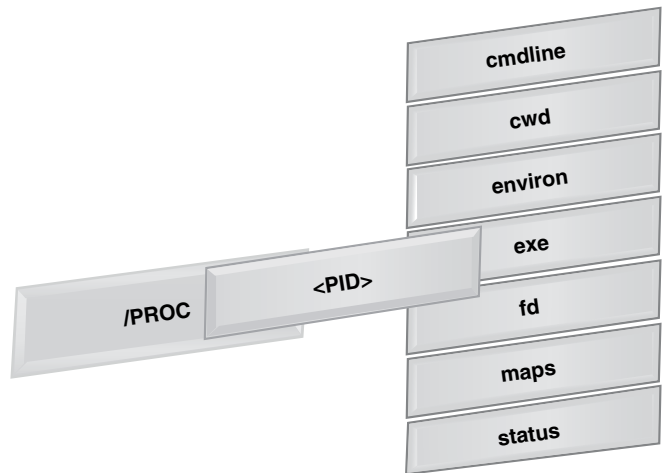 cmdline
cwd
environ
exe
<PID>
/PROC
fd
maps
status